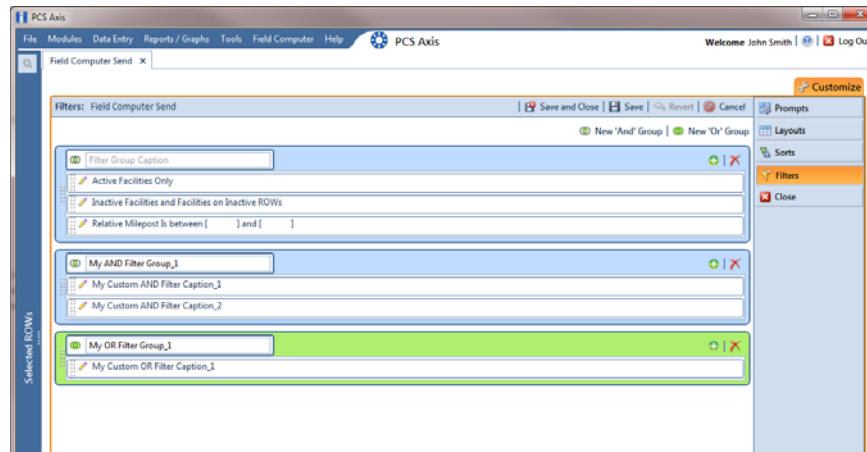 PCS Axis
File Modules Data Entry Reports / Graphs Tools Field Computer Help PCS Axis Welcome John Smith | | Log Ou
Field Computer Send X
Customize
Filters: Field Computer Send | Save and Close | Save | Revert | Cancel
Prompts
New 'And' Group | New 'Or' Group
Layouts
Filter Group Caption
Sorts
Active Facilities Only
Filters
Inactive Facilities and Facilities on Inactive ROWs
Close
Relative Milepost Is between [ ] and [ ]
My AND Filter Group_1
My Custom AND Filter Caption_1
My Custom AND Filter Caption_2
My OR Filter Group_1
My Custom OR Filter Caption_1
Selected ROWs